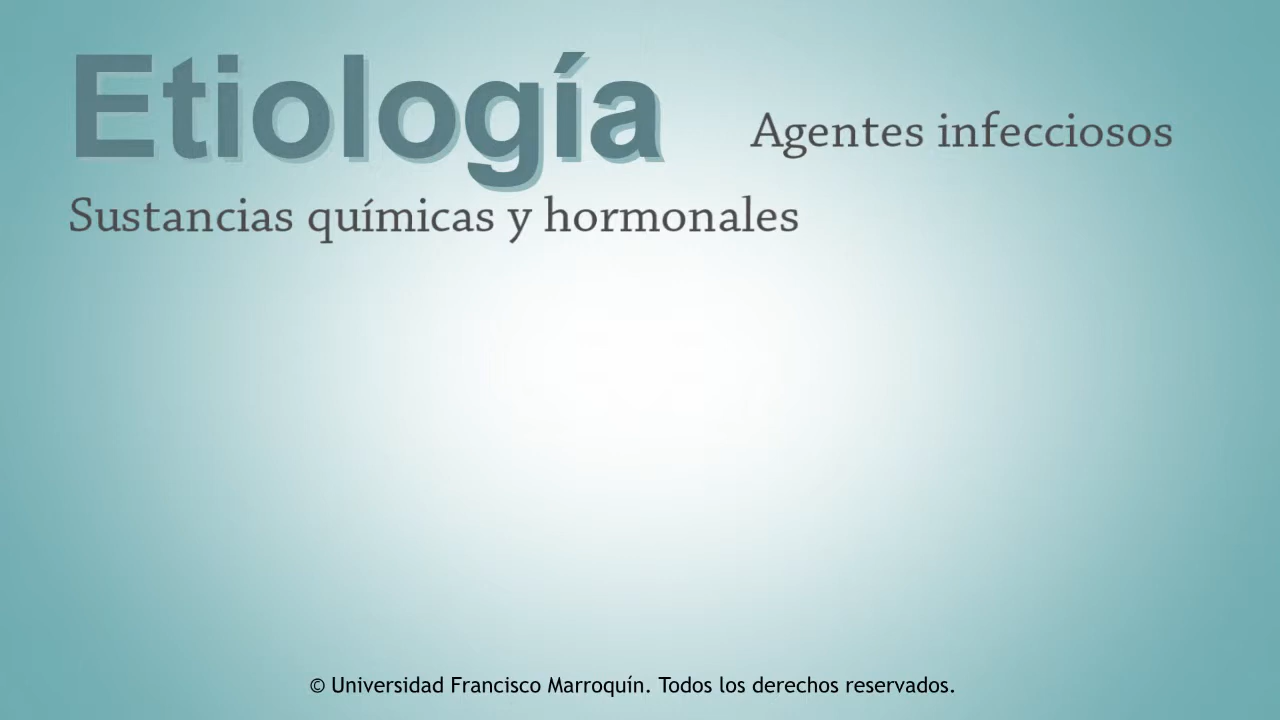 Etiología
Agentes infecciosos
Sustancias químicas y hormonales
© Universidad Francisco Marroquín. Todos los derechos reservados.